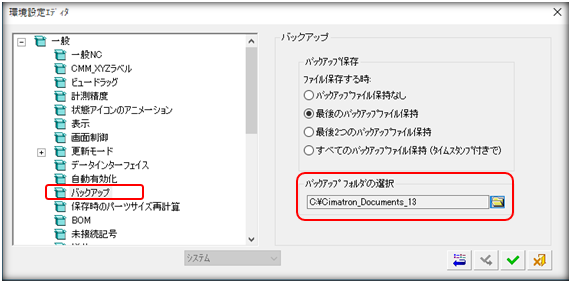 環境設定ｴﾃﾞｨﾀ
一般
一般NC
CMM_XYZラベル
ビュードラッグ
計測精度
状態アイコンのアニメーション
表示
画面制御
更新モード
データインターフェイス
自動有効化
バックアップ
保存時のパーツサイズ再計算
BOM
未接続記号
バックアップ
ﾊﾞｯｸｱｯﾌﾟ保存
ﾌｧｲﾙ保存する時:
ﾊﾞｯｸｱｯﾌﾟﾌｧｲﾙ保持なし
最後のﾊﾞｯｸｱｯﾌﾟﾌｧｲﾙ保持
最後2つのﾊﾞｯｸｱｯﾌﾟﾌｧｲﾙ保持
すべてのﾊﾞｯｸｱｯﾌﾟﾌｧｲﾙ保持 (ﾀｲﾑｽﾀﾝﾌﾟ付きで)
ﾊﾞｯｸｱｯﾌﾟ ﾌｫﾙﾀﾞの選択
C:¥Cimatron_Documents_13
システム